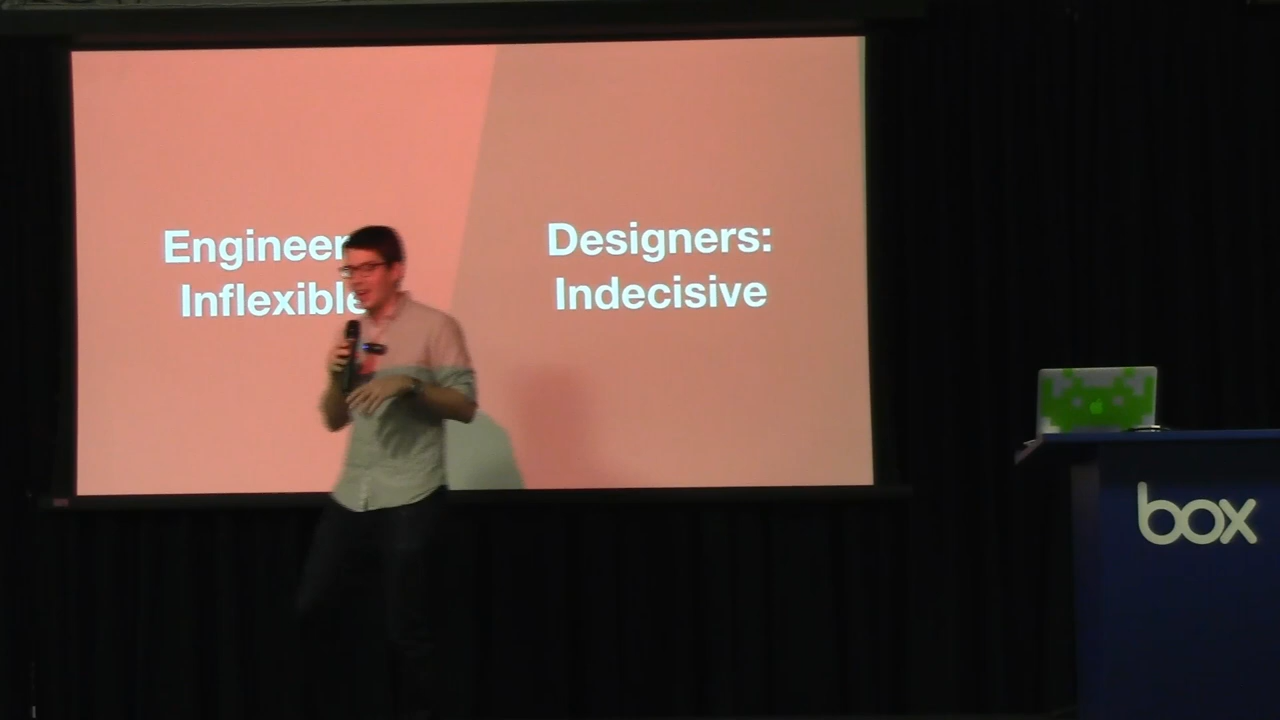 Engineer
Inflexible
Designers:
Indecisive
box